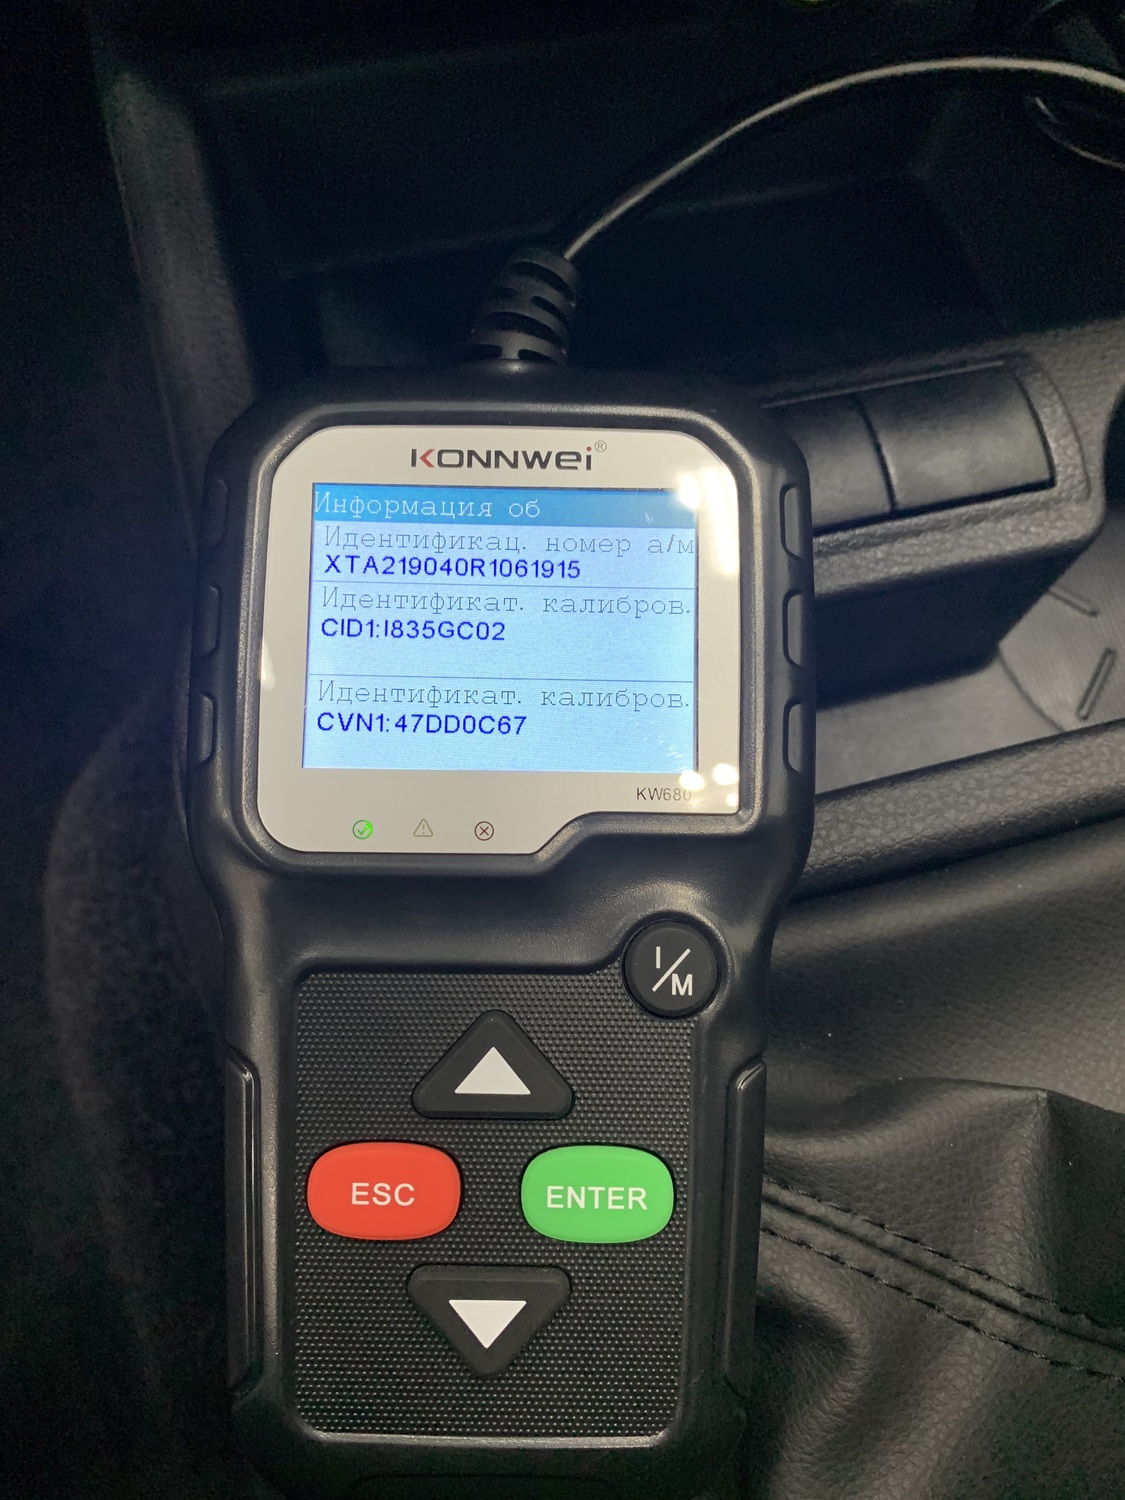 KONNWEI®
Информация об
Идентификац. номер а/м
XTA219040R1061915
Идентификат. калибров.
CID1:I835GC02
Идентификат. калибров.
CVN1:47DD0C67
KW680
I/M
ESC
ENTER